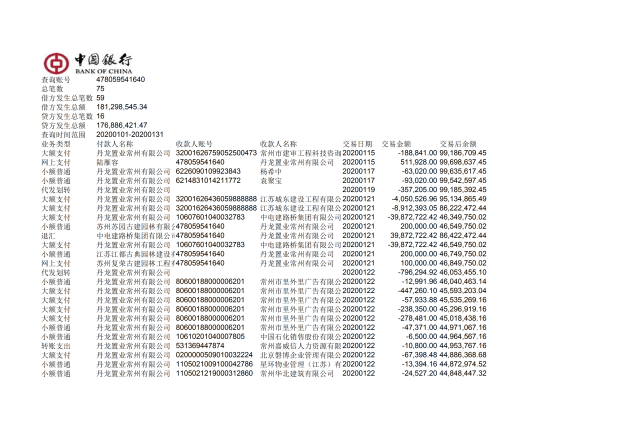 中国银行
BANK OF CHINA
查询账号 478059541640
总笔数 75
借方发生总笔数 59
借方发生总额 181,298,545.34
贷方发生总笔数 16
贷方发生总额 176,886,421.47
查询时间范围 20200101-20200131
业务类型 付款人名称 收款人账号 收款人名称 交易日期 交易金额 交易后金额
大额支付 丹龙置业常州有限公司 32001626759052500473 常州市建审工程科技咨询 20200115 -188,841.00 99,186,709.45
网上支付 陆雁容 478059541640 丹龙置业常州有限公司 20200115 511,928.00 99,698,637.45
小额普通 丹龙置业常州有限公司 6226090109923843 杨希中 20200117 -63,020.00 99,635,617.45
小额普通 丹龙置业常州有限公司 6214831014211772 袁聚宝 20200117 -93,020.00 99,542,597.45
代发划转 丹龙置业常州有限公司 20200119 -357,205.00 99,185,392.45
大额支付 丹龙置业常州有限公司 32001626436059888888 江苏城东建设工程有限公 20200121 -4,050,526.96 95,134,865.49
大额支付 丹龙置业常州有限公司 32001626436059888888 江苏城东建设工程有限公 20200121 -8,912,393.05 86,222,472.44
大额支付 丹龙置业常州有限公司 10607601040032783 中电建路桥集团有限公司 20200121 -39,872,722.42 46,349,750.02
小额普通 苏州苏园古建园林有限公 478059541640 丹龙置业常州有限公司 20200121 200,000.00 46,549,750.02
退汇 中电建路桥集团有限公司 478059541640 丹龙置业常州有限公司 20200121 39,872,722.42 86,422,472.44
大额支付 丹龙置业常州有限公司 10607601040032783 中电建路桥集团有限公司 20200121 -39,872,722.42 46,549,750.02
小额普通 江苏江都古典园林建设有 478059541640 丹龙置业常州有限公司 20200121 200,000.00 46,749,750.02
网上支付 苏州复荣古建园林工程有 478059541640 丹龙置业常州有限公司 20200121 100,000.00 46,849,750.02
代发划转 丹龙置业常州有限公司 20200122 -796,294.92 46,053,455.10
小额普通 丹龙置业常州有限公司 80600188000006201 常州市里外里广告有限公 20200122 -12,991.96 46,040,463.14
大额支付 丹龙置业常州有限公司 80600188000006201 常州市里外里广告有限公 20200122 -447,260.10 45,593,203.04
大额支付 丹龙置业常州有限公司 80600188000006201 常州市里外里广告有限公 20200122 -57,933.88 45,535,269.16
大额支付 丹龙置业常州有限公司 80600188000006201 常州市里外里广告有限公 20200122 -238,350.00 45,296,919.16
大额支付 丹龙置业常州有限公司 80600188000006201 常州市里外里广告有限公 20200122 -278,481.00 45,018,438.16
小额普通 丹龙置业常州有限公司 80600188000006201 常州市里外里广告有限公 20200122 -47,371.00 44,971,067.16
小额普通 丹龙置业常州有限公司 10610201040007805 中国石化销售股份有限公 20200122 -6,500.00 44,964,567.16
转账支出 丹龙置业常州有限公司 531369447874 常州嘉威信人力资源有限 20200122 -10,800.00 44,953,767.16
大额支付 丹龙置业常州有限公司 0200000509010032224 北京磐博企业管理有限公 20200122 -67,398.48 44,886,368.68
小额普通 丹龙置业常州有限公司 11050210091000427​86 星环物业管理（江苏）有 20200122 -13,394.16 44,872,974.52
小额普通 丹龙置业常州有限公司 1105021219000312860 常州华北建筑有限公司 20200122 -24,527.20 44,848,447.32